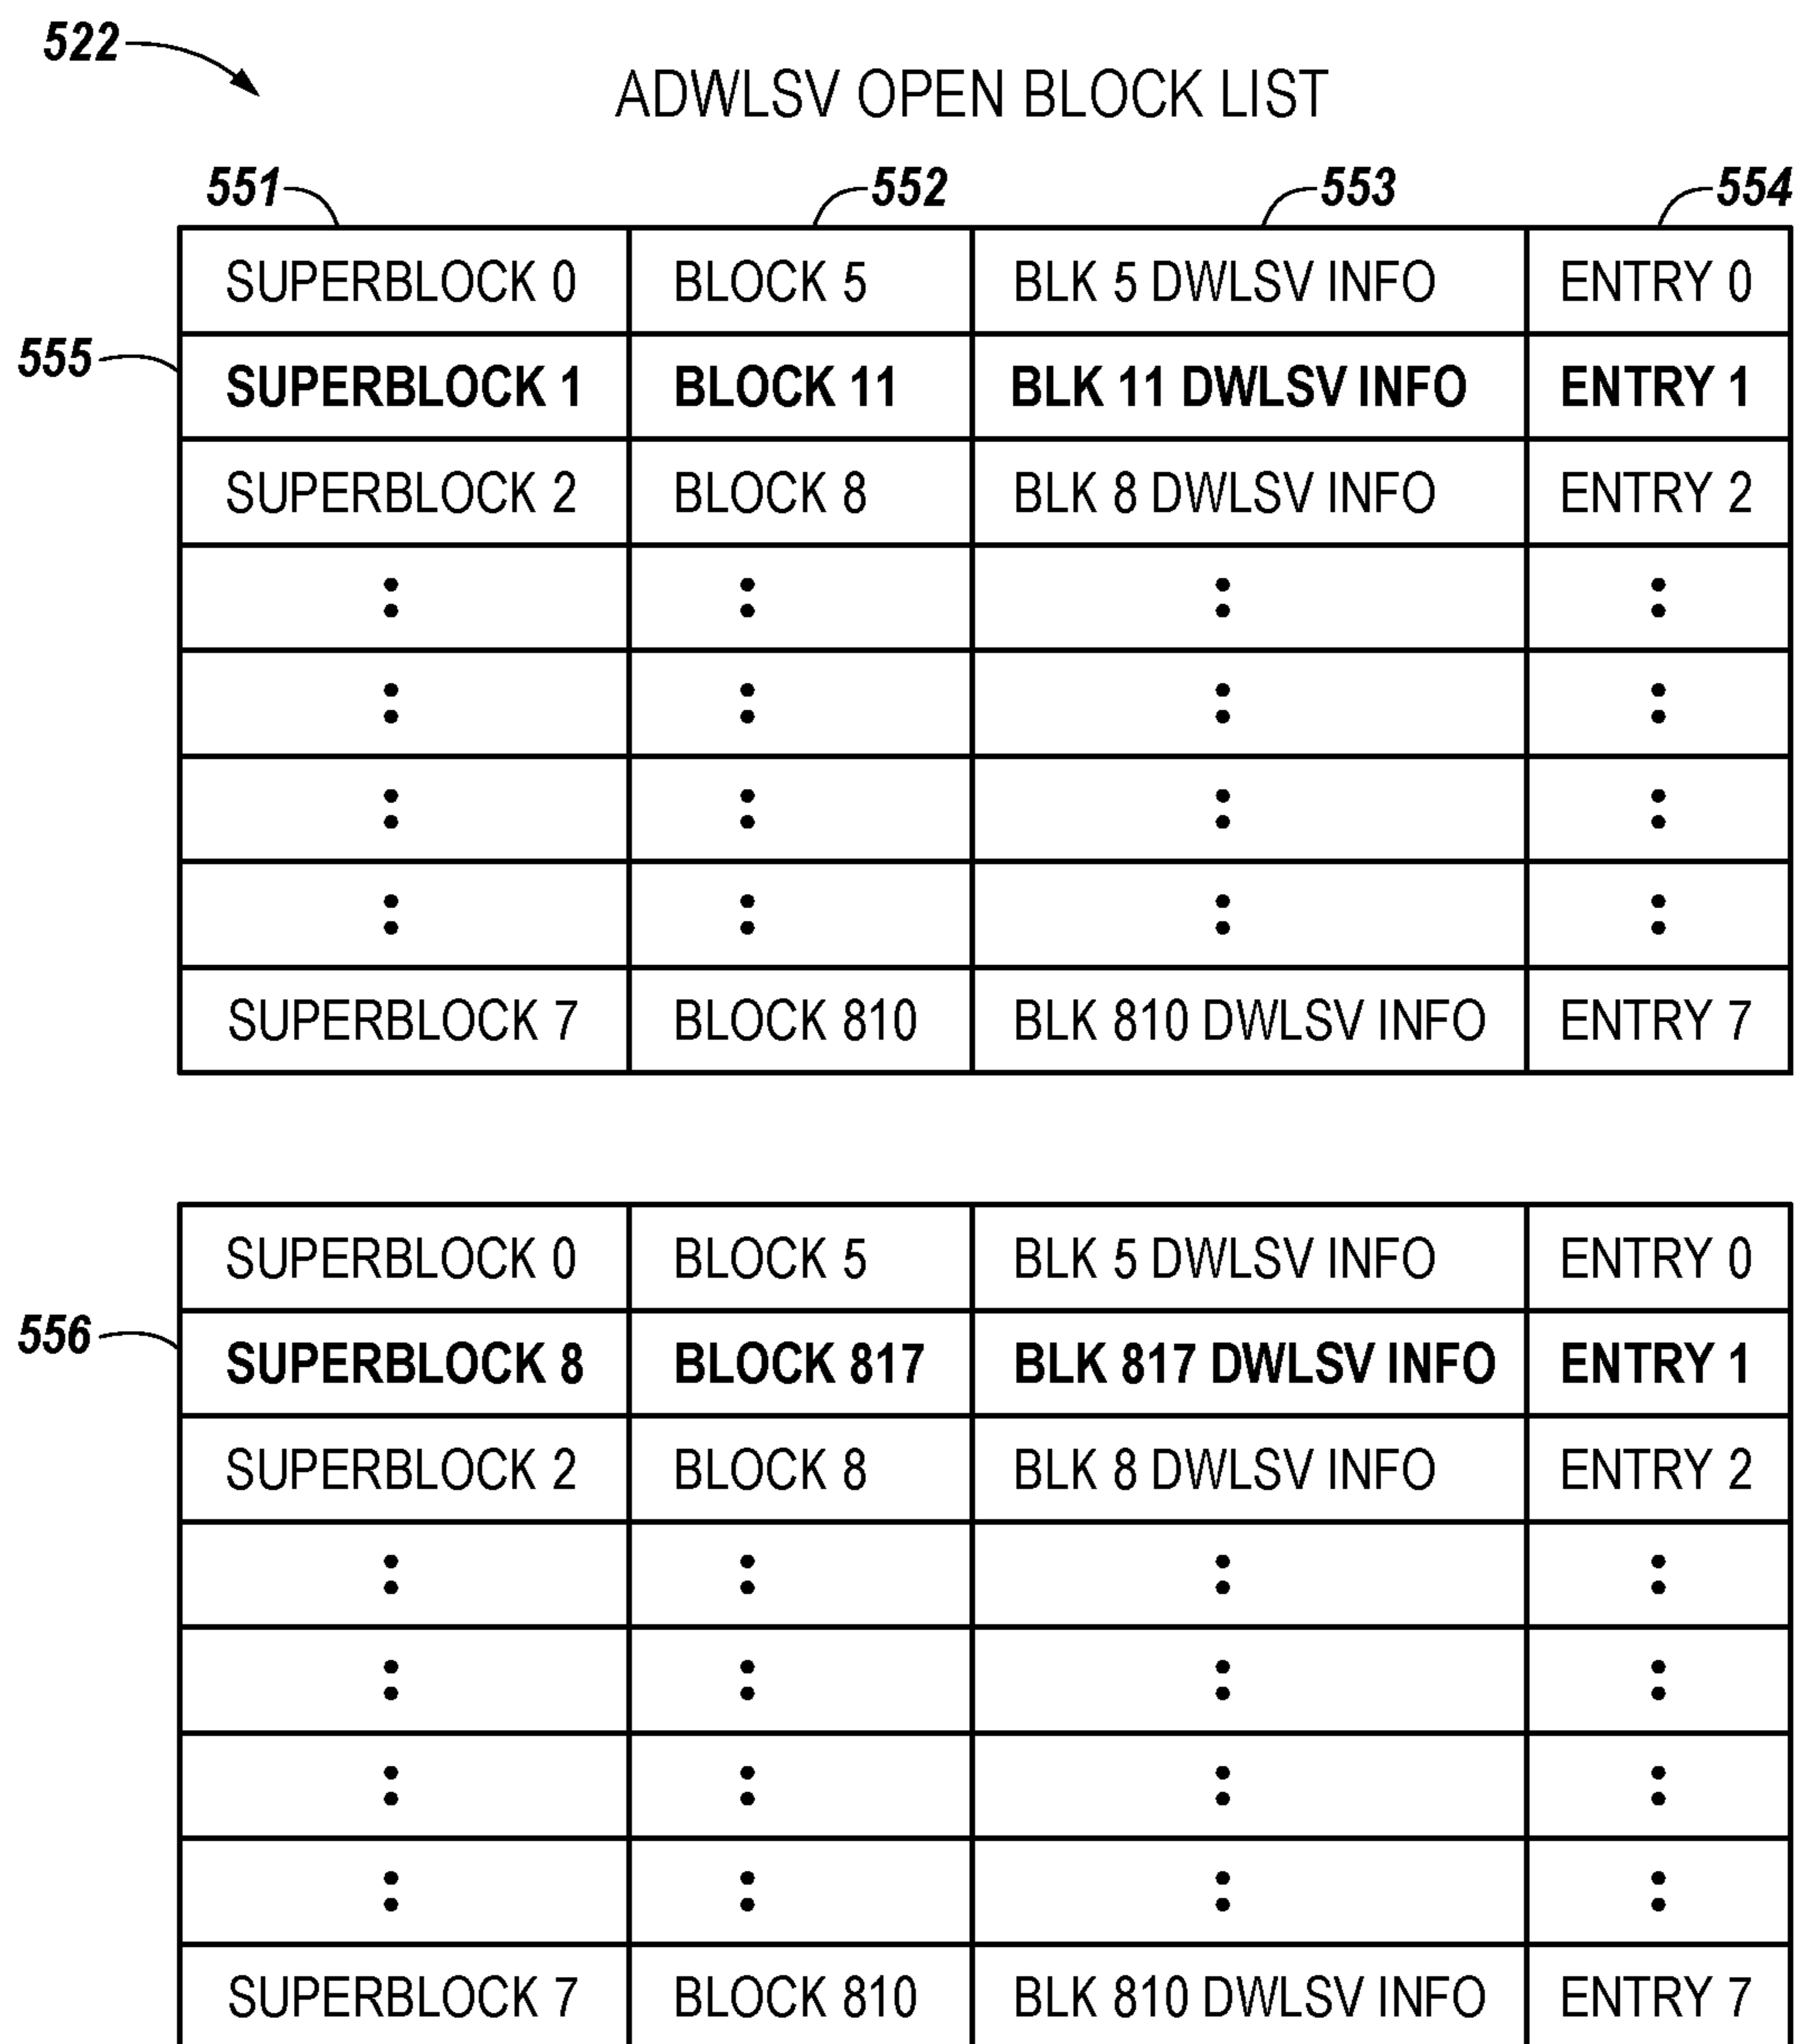 522
ADWLSV OPEN BLOCK LIST
551 552 553 554
SUPERBLOCK 0 BLOCK 5 BLK 5 DWLSV INFO ENTRY 0
555 SUPERBLOCK 1 BLOCK 11 BLK 11 DWLSV INFO ENTRY 1
SUPERBLOCK 2 BLOCK 8 BLK 8 DWLSV INFO ENTRY 2
SUPERBLOCK 7 BLOCK 810 BLK 810 DWLSV INFO ENTRY 7
SUPERBLOCK 0 BLOCK 5 BLK 5 DWLSV INFO ENTRY 0
556 SUPERBLOCK 8 BLOCK 817 BLK 817 DWLSV INFO ENTRY 1
SUPERBLOCK 2 BLOCK 8 BLK 8 DWLSV INFO ENTRY 2
SUPERBLOCK 7 BLOCK 810 BLK 810 DWLSV INFO ENTRY 7